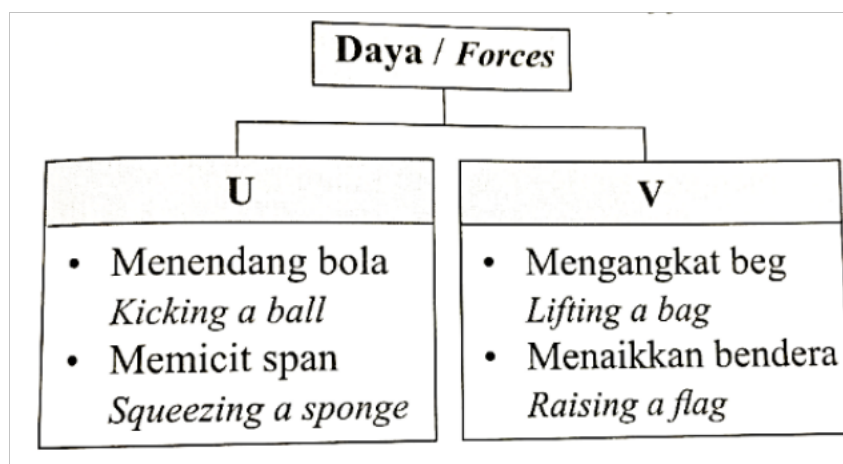 Daya / Forces
U
• Menendang bola
Kicking a ball
• Memicit span
Squeezing a sponge
V
• Mengangkat beg
Lifting a bag
• Menaikkan bendera
Raising a flag